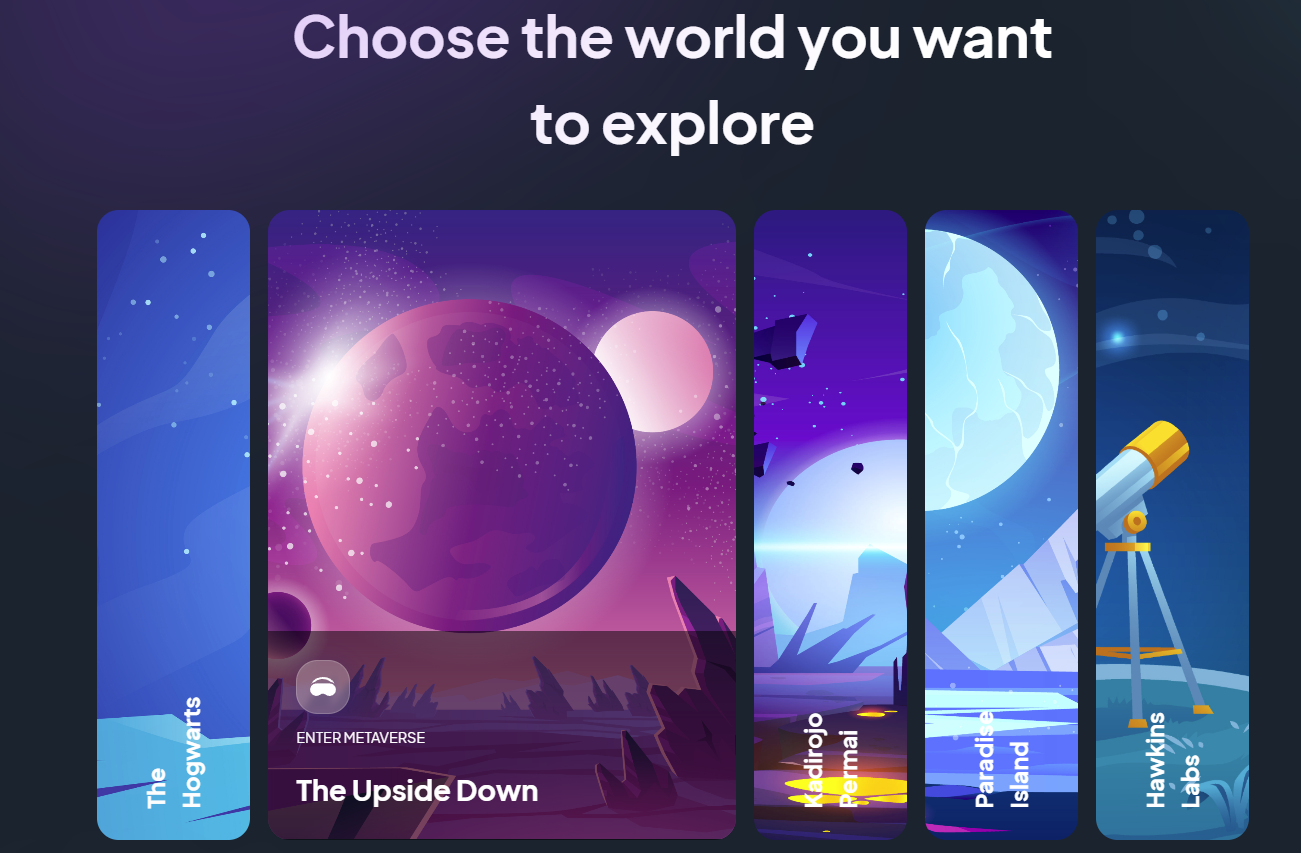 Choose the world you want
to explore
The
Hogwarts
ENTER METAVERSE
The Upside Down
Kadirojo
Permai
Paradise
Island
Hawkins
Labs